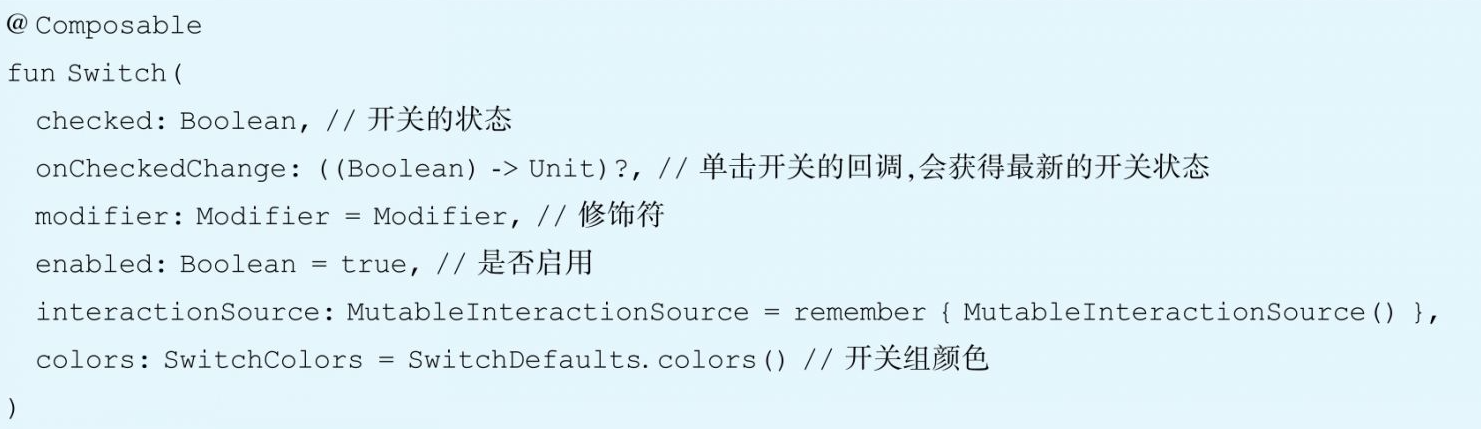 @Composable
fun Switch(
  checked: Boolean, // 开关的状态
  onCheckedChange: ((Boolean) -> Unit)?, // 单击开关的回调,会获得最新的开关状态
  modifier: Modifier = Modifier, // 修饰符
  enabled: Boolean = true, // 是否启用
  interactionSource: MutableInteractionSource = remember { MutableInteractionSource() },
  colors: SwitchColors = SwitchDefaults.colors() // 开关组颜色
)